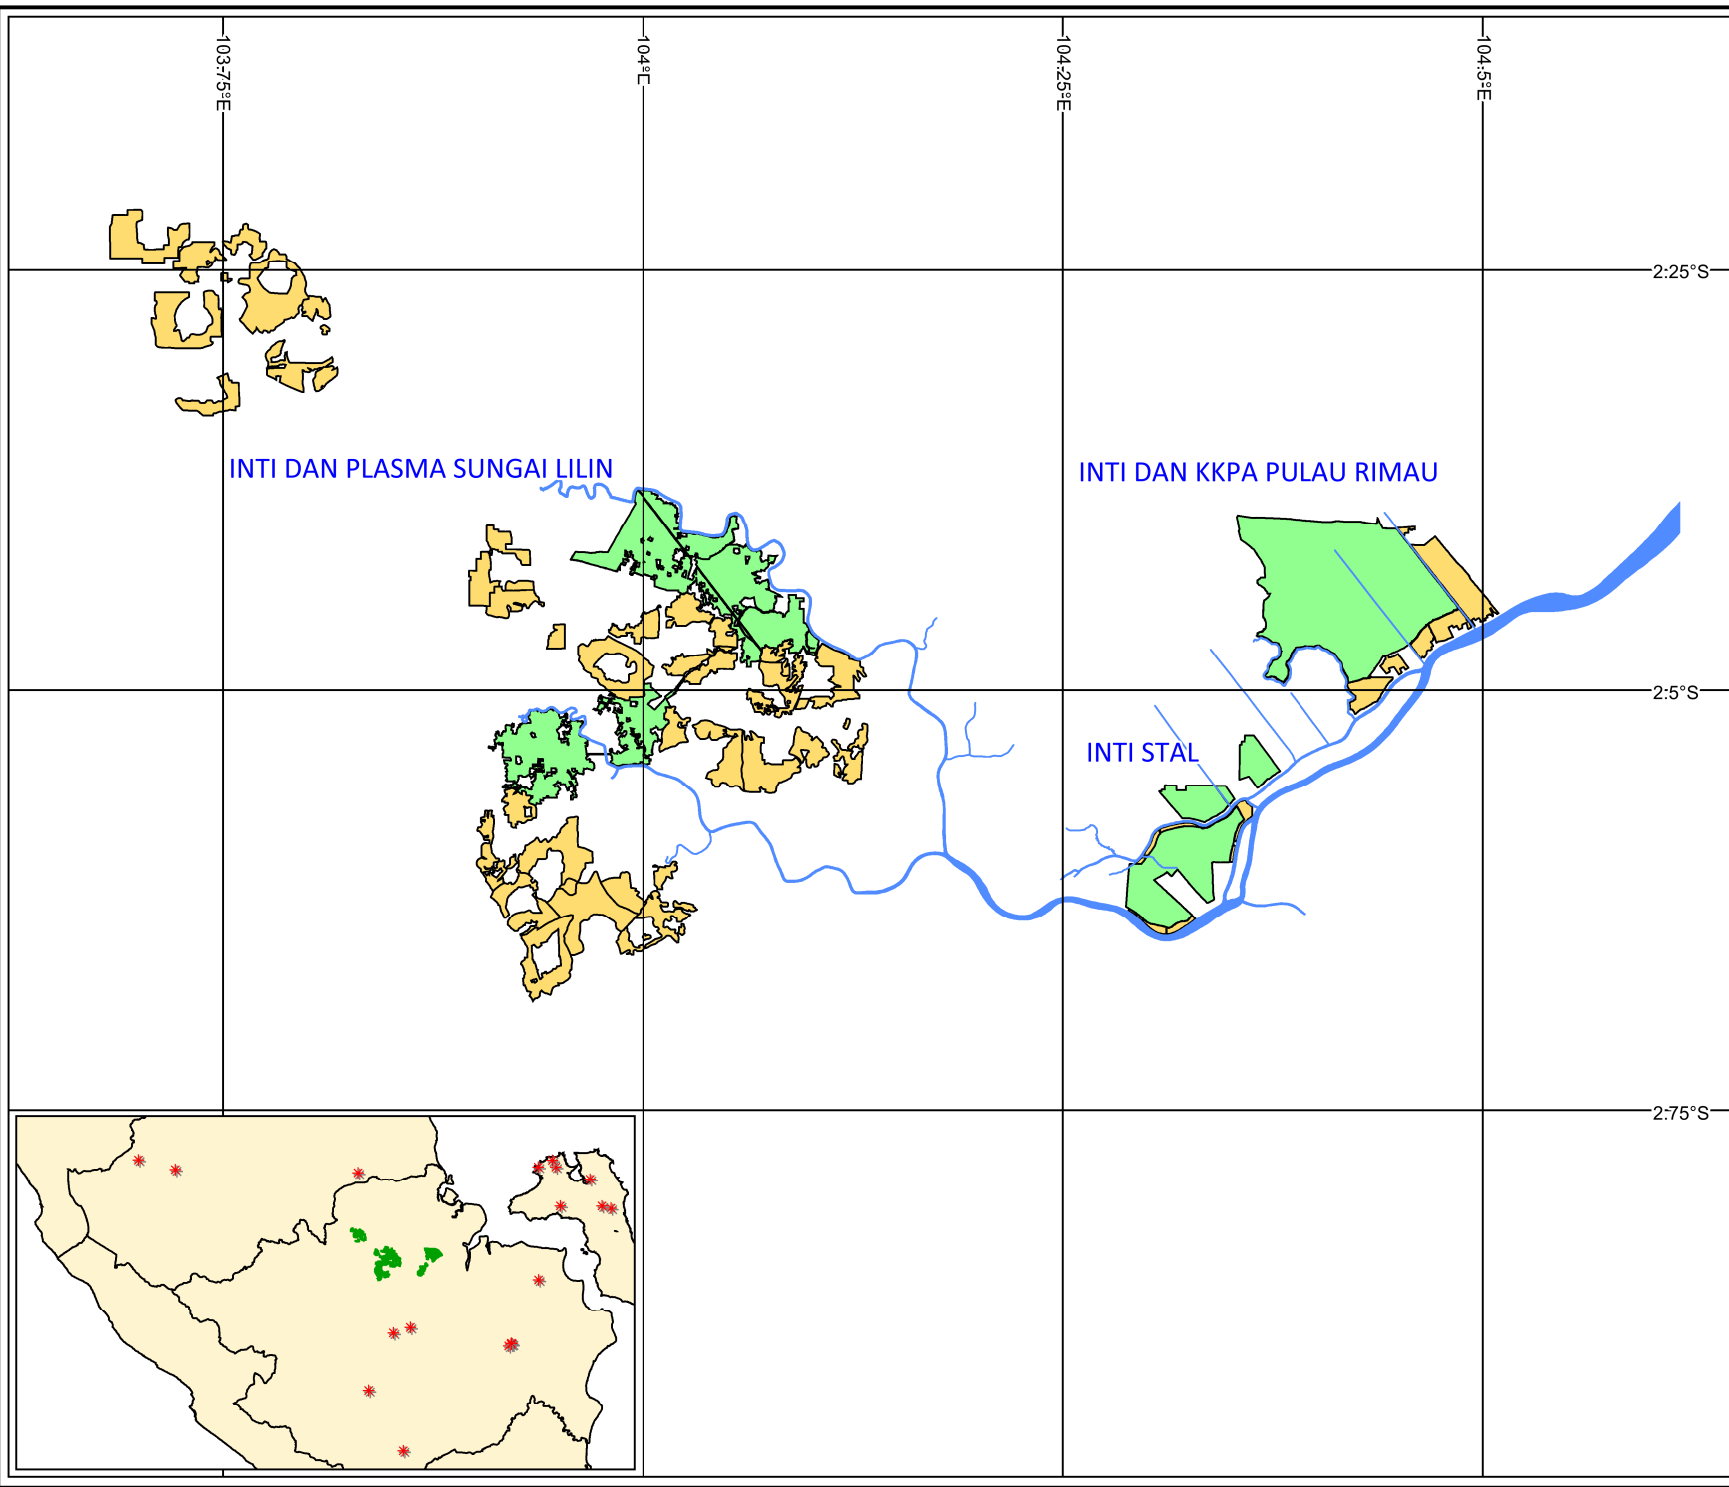 103:75°E
104°E
104:25°E
104:5°E
2:25°S
INTI DAN PLASMA SUNGAI LILIN
INTI DAN KKPA PULAU RIMAU
2:5°S
INTI STAL
2:75°S